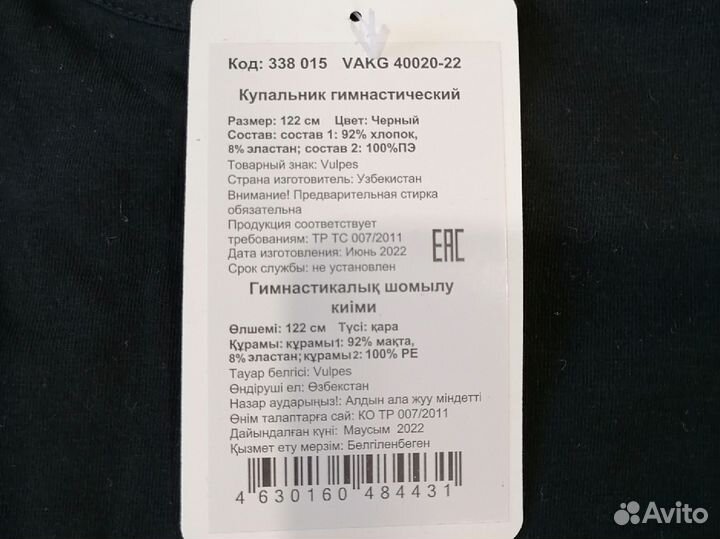 Код: 338 015 VAKG 40020-22
Купальник гимнастический
Размер: 122 см Цвет: Черный
Состав: состав 1: 92% хлопок,
8% эластан; состав 2: 100%ПЭ
Товарный знак: Vulpes
Страна изготовитель: Узбекистан
Внимание! Предварительная стирка
обязательна
Продукция соответствует
требованиям: ТР ТС 007/2011
Дата изготовления: Июнь 2022
Срок службы: не установлен
EAC
Гимнастикалық шомылу
киімі
Өлшемі: 122 см Түсі: қара
Құрамы: құрамы1: 92% мақта,
8% эластан; құрамы2: 100% РЕ
Тауар белгісі: Vulpes
Өндіруші ел: Өзбекстан
Назар аударыңыз!: Алдын ала жуу міндетті
Өнім талаптарға сай: КО ТР 007/2011
Дайындалған күні: Маусым 2022
Қызмет ету мерзім: Белгіленбеген
4 630160 484431
Avito